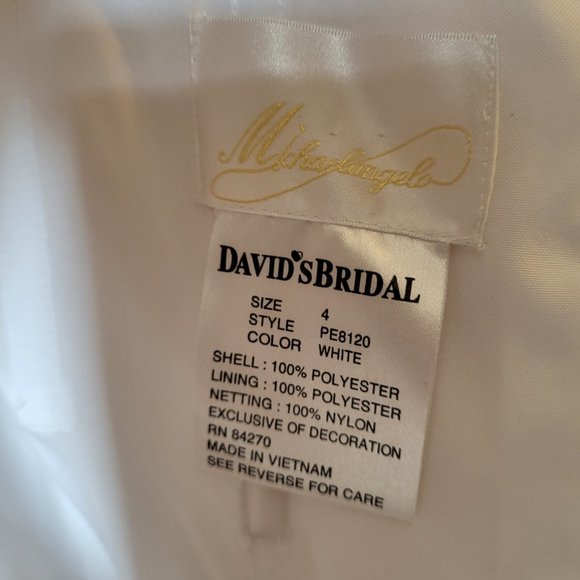 Michaelangelo
DAVID'S BRIDAL
SIZE 4
STYLE PE8120
COLOR WHITE
SHELL : 100% POLYESTER
LINING : 100% POLYESTER
NETTING : 100% NYLON
EXCLUSIVE OF DECORATION
RN 84270
MADE IN VIETNAM
SEE REVERSE FOR CARE